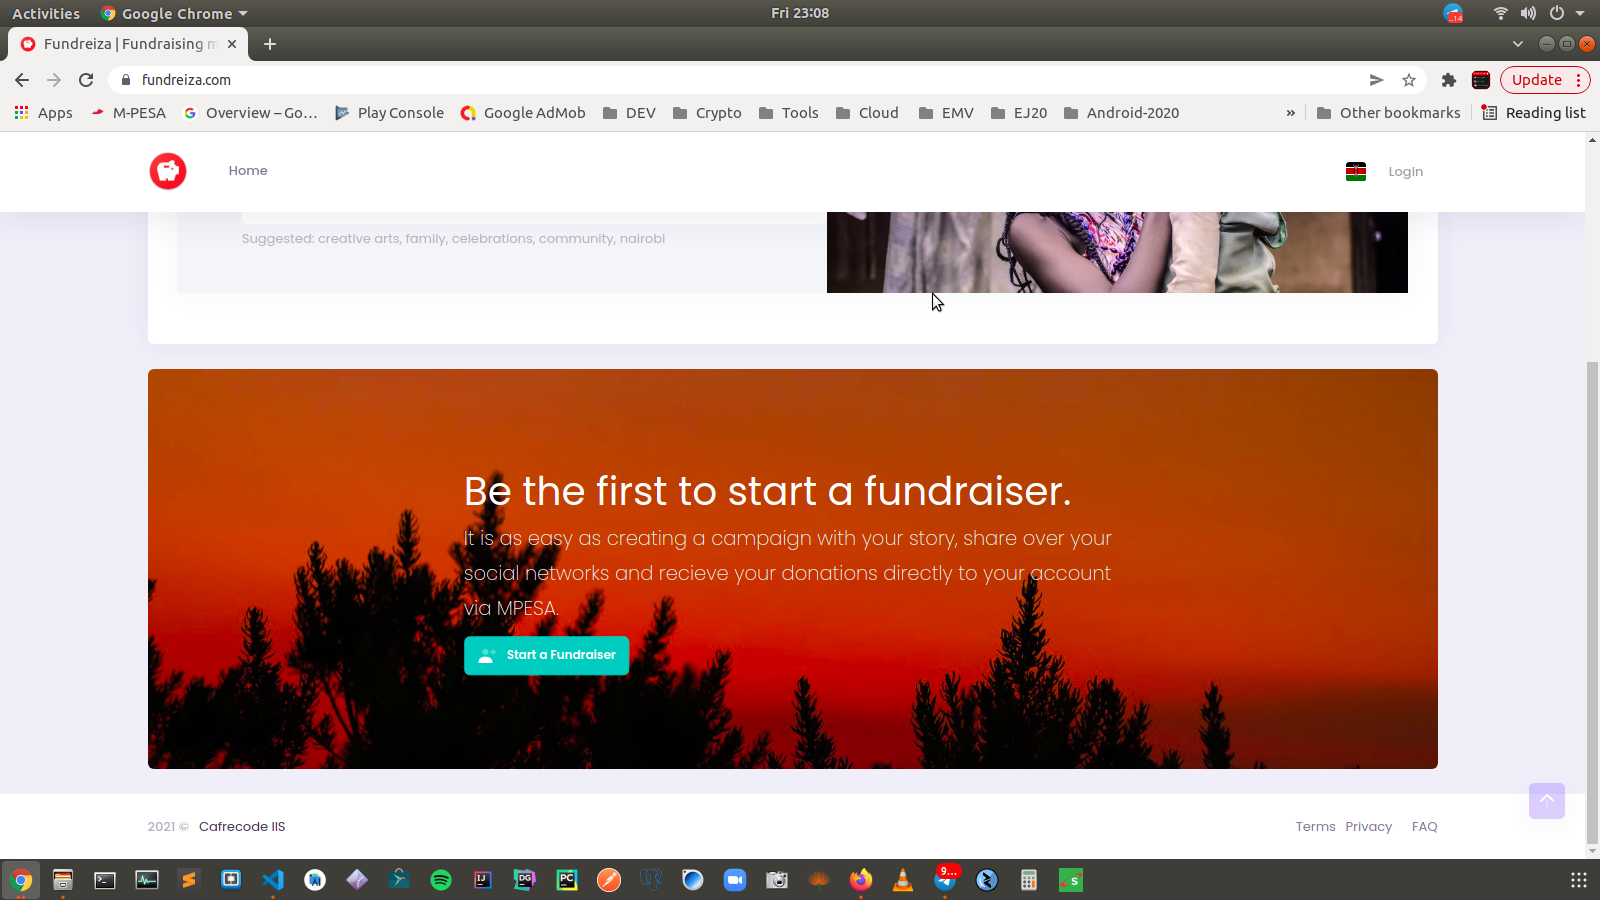 Activities Google Chrome Fri 23:08 14
Fundreiza | Fundraising m
fundreiza.com Update
Apps M-PESA Overview – Go... Play Console Google AdMob DEV Crypto Tools Cloud EMV EJ20 Android-2020 » Other bookmarks Reading list
Home Login
Suggested: creative arts, family, celebrations, community, nairobi
Be the first to start a fundraiser.
It is as easy as creating a campaign with your story, share over your
social networks and recieve your donations directly to your account
via MPESA.
Start a Fundraiser
2021 © Cafrecode IIS Terms Privacy FAQ
IJ DG PC 9... S